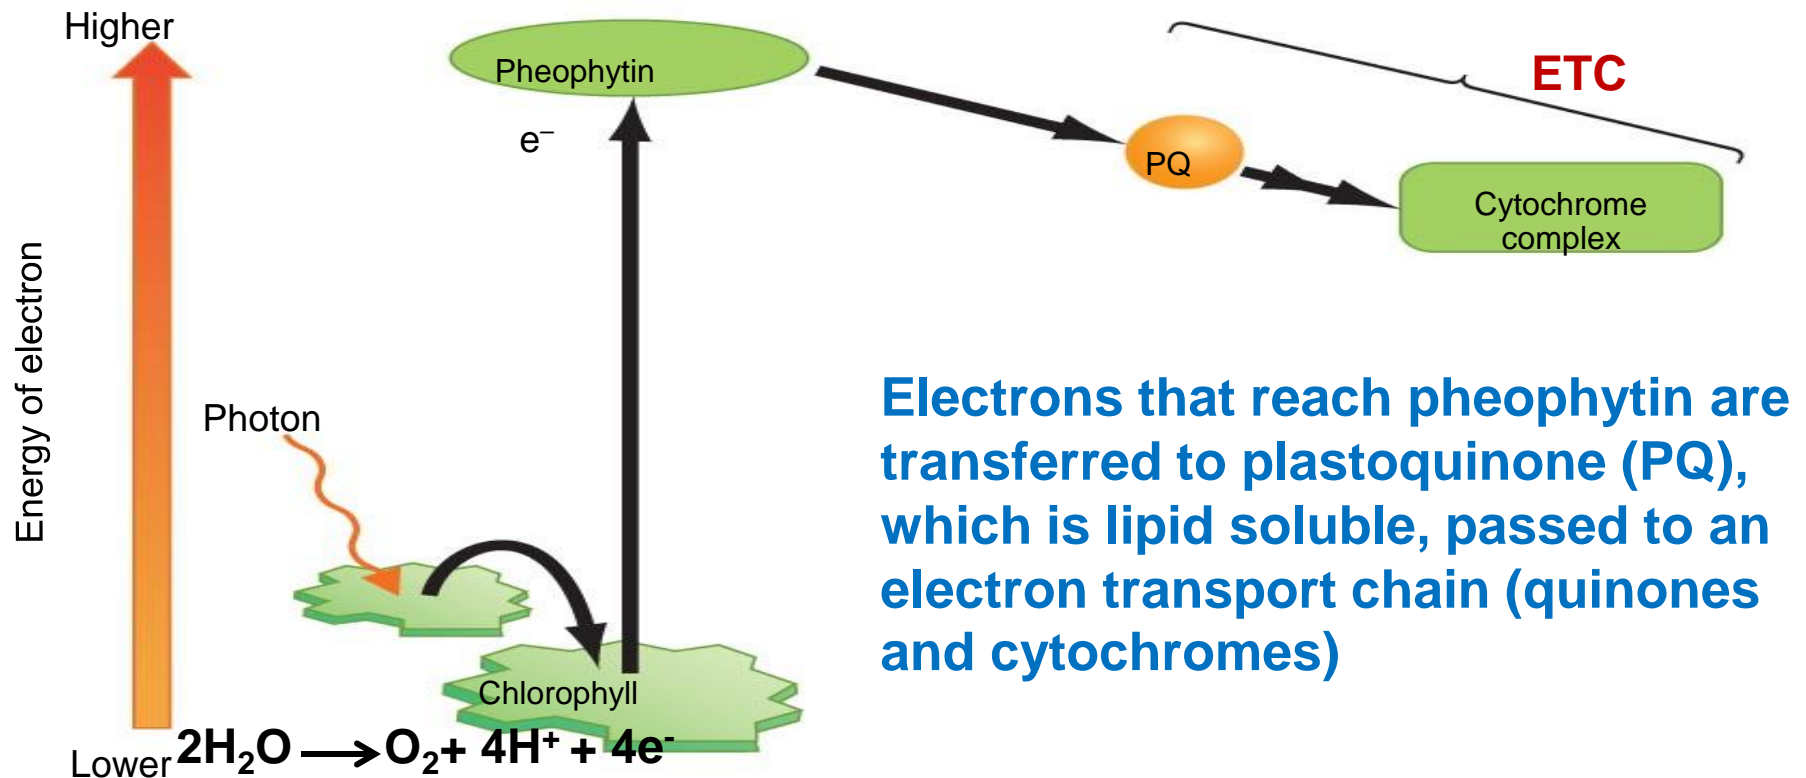 Higher
Pheophytin
ETC
e⁻
PQ
Cytochrome
complex
Energy of electron
Photon
Electrons that reach pheophytin are
transferred to plastoquinone (PQ),
which is lipid soluble, passed to an
electron transport chain (quinones
and cytochromes)
Chlorophyll
Lower
2H₂O ⟶ O₂+ 4H⁺ + 4e⁻